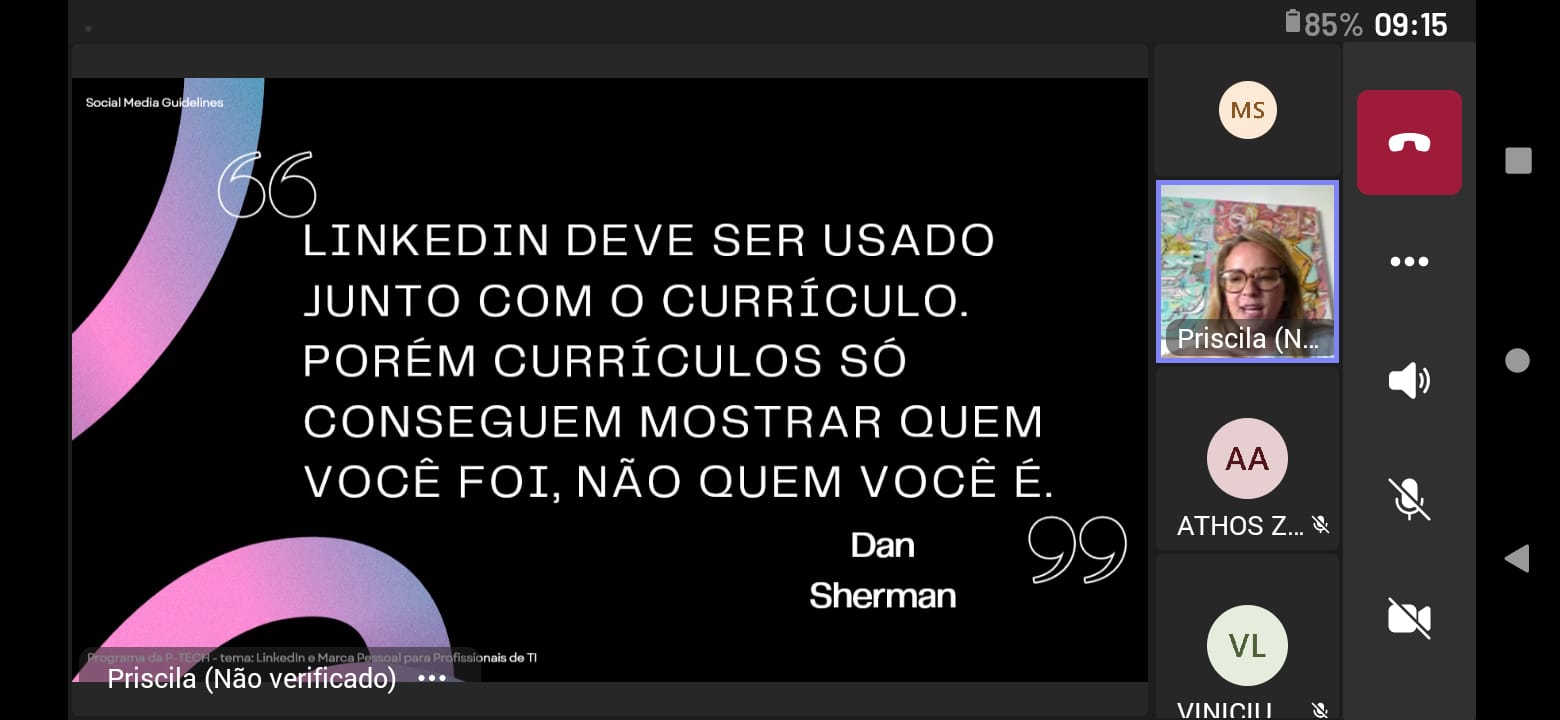 85% 09:15
Social Media Guidelines
LINKEDIN DEVE SER USADO
JUNTO COM O CURRÍCULO.
PORÉM CURRÍCULOS SÓ
CONSEGUEM MOSTRAR QUEM
VOCÊ FOI, NÃO QUEM VOCÊ É.
Dan
Sherman
Programa da P-TECH - tema: LinkedIn e Marca Pessoal para Profissionais de TI
Priscila (Não verificado)
MS
Priscila (N...
AA
ATHOS Z...
VL
VINICIU